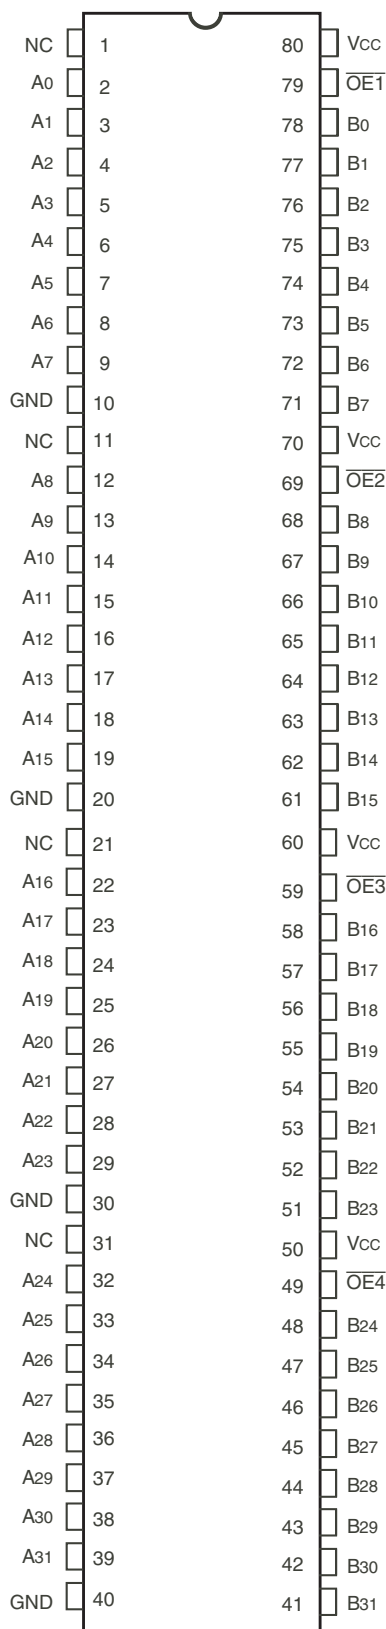 NC 1 80 VCC
A0 2 79 OE1
A1 3 78 B0
A2 4 77 B1
A3 5 76 B2
A4 6 75 B3
A5 7 74 B4
A6 8 73 B5
A7 9 72 B6
GND 10 71 B7
NC 11 70 VCC
A8 12 69 OE2
A9 13 68 B8
A10 14 67 B9
A11 15 66 B10
A12 16 65 B11
A13 17 64 B12
A14 18 63 B13
A15 19 62 B14
GND 20 61 B15
NC 21 60 VCC
A16 22 59 OE3
A17 23 58 B16
A18 24 57 B17
A19 25 56 B18
A20 26 55 B19
A21 27 54 B20
A22 28 53 B21
A23 29 52 B22
GND 30 51 B23
NC 31 50 VCC
A24 32 49 OE4
A25 33 48 B24
A26 34 47 B25
A27 35 46 B26
A28 36 45 B27
A29 37 44 B28
A30 38 43 B29
A31 39 42 B30
GND 40 41 B31